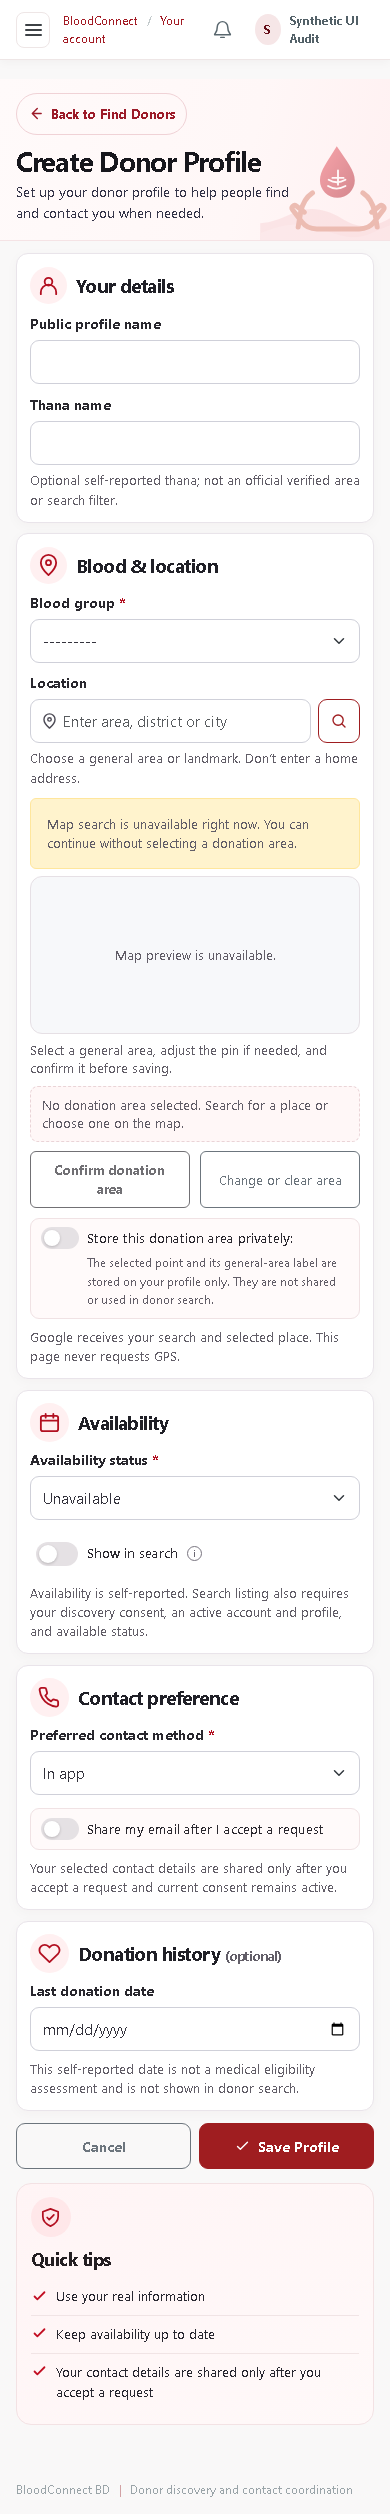 BloodConnect / Your
account
S
Synthetic UI
Audit
Back to Find Donors
Create Donor Profile
Set up your donor profile to help people find
and contact you when needed.
Your details
Public profile name
Thana name
Optional self-reported thana; not an official verified area
or search filter.
Blood & location
Blood group *
---------
Location
Enter area, district or city
Choose a general area or landmark. Don't enter a home
address.
Map search is unavailable right now. You can
continue without selecting a donation area.
Map preview is unavailable.
Select a general area, adjust the pin if needed, and
confirm it before saving.
No donation area selected. Search for a place or
choose one on the map.
Confirm donation
area
Change or clear area
Store this donation area privately:
The selected point and its general-area label are
stored on your profile only. They are not shared
or used in donor search.
Google receives your search and selected place. This
page never requests GPS.
Availability
Availability status *
Unavailable
Show in search
Availability is self-reported. Search listing also requires
your discovery consent, an active account and profile,
and available status.
Contact preference
Preferred contact method *
In app
Share my email after I accept a request
Your selected contact details are shared only after you
accept a request and current consent remains active.
Donation history (optional)
Last donation date
mm/dd/yyyy
This self-reported date is not a medical eligibility
assessment and is not shown in donor search.
Cancel
Save Profile
Quick tips
Use your real information
Keep availability up to date
Your contact details are shared only after you
accept a request
BloodConnect BD | Donor discovery and contact coordination